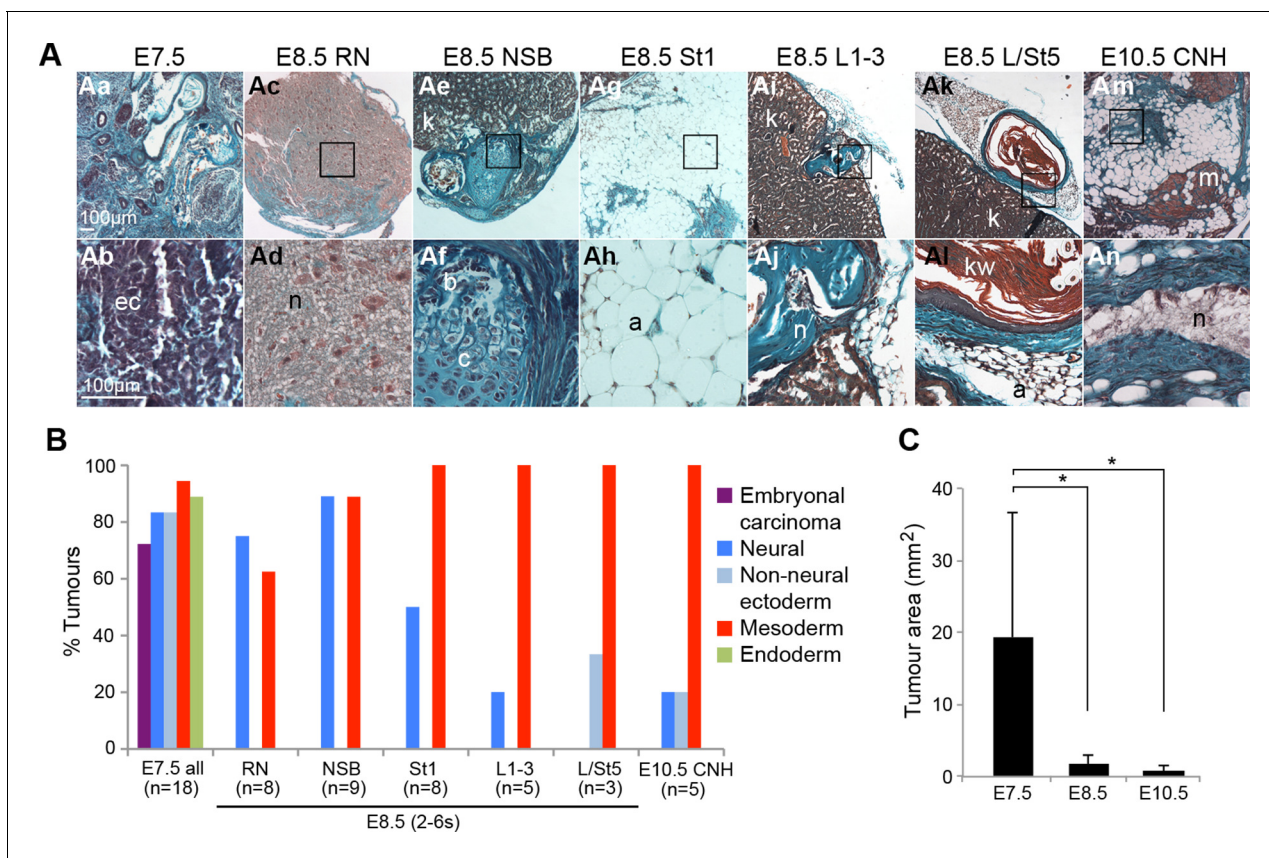 A
E7.5 E8.5 RN E8.5 NSB E8.5 St1 E8.5 L1-3 E8.5 L/St5 E10.5 CNH
Aa Ac Ae Ag Ai Ak Am
k k k m
100µm
Ab Ad Af Ah Aj Al An
ec n b c a n kw a n
100µm
B
% Tumours
100
80
60
40
20
0
E7.5 all RN NSB St1 L1-3 L/St5 E10.5 CNH
(n=18) (n=8) (n=9) (n=8) (n=5) (n=3) (n=5)
E8.5 (2-6s)
Embryonal
carcinoma
Neural
Non-neural
ectoderm
Mesoderm
Endoderm
C
Tumour area (mm²)
40
30
20
10
0
* *
E7.5 E8.5 E10.5